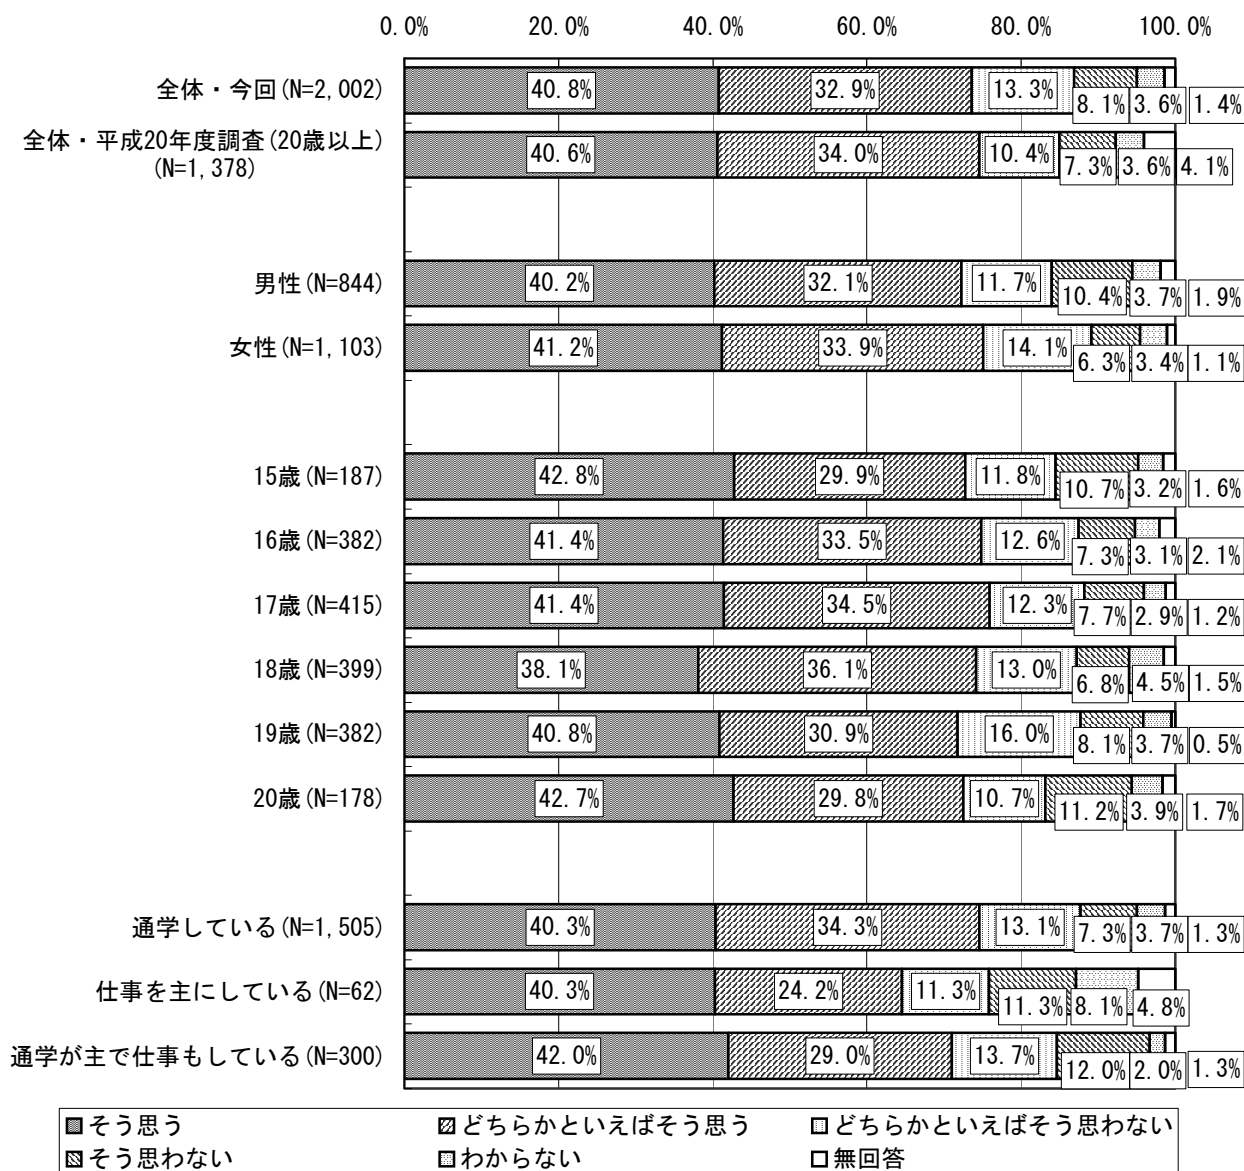 0.0% 20.0% 40.0% 60.0% 80.0% 100.0%
全体・今回(N=2,002) 40.8% 32.9% 13.3% 8.1% 3.6% 1.4%
全体・平成20年度調査(20歳以上)
(N=1,378) 40.6% 34.0% 10.4% 7.3% 3.6% 4.1%
男性(N=844) 40.2% 32.1% 11.7% 10.4% 3.7% 1.9%
女性(N=1,103) 41.2% 33.9% 14.1% 6.3% 3.4% 1.1%
15歳(N=187) 42.8% 29.9% 11.8% 10.7% 3.2% 1.6%
16歳(N=382) 41.4% 33.5% 12.6% 7.3% 3.1% 2.1%
17歳(N=415) 41.4% 34.5% 12.3% 7.7% 2.9% 1.2%
18歳(N=399) 38.1% 36.1% 13.0% 6.8% 4.5% 1.5%
19歳(N=382) 40.8% 30.9% 16.0% 8.1% 3.7% 0.5%
20歳(N=178) 42.7% 29.8% 10.7% 11.2% 3.9% 1.7%
通学している(N=1,505) 40.3% 34.3% 13.1% 7.3% 3.7% 1.3%
仕事を主にしている(N=62) 40.3% 24.2% 11.3% 11.3% 8.1% 4.8%
通学が主で仕事もしている(N=300) 42.0% 29.0% 13.7% 12.0% 2.0% 1.3%
そう思う どちらかといえばそう思う どちらかといえばそう思わない
そう思わない わからない 無回答